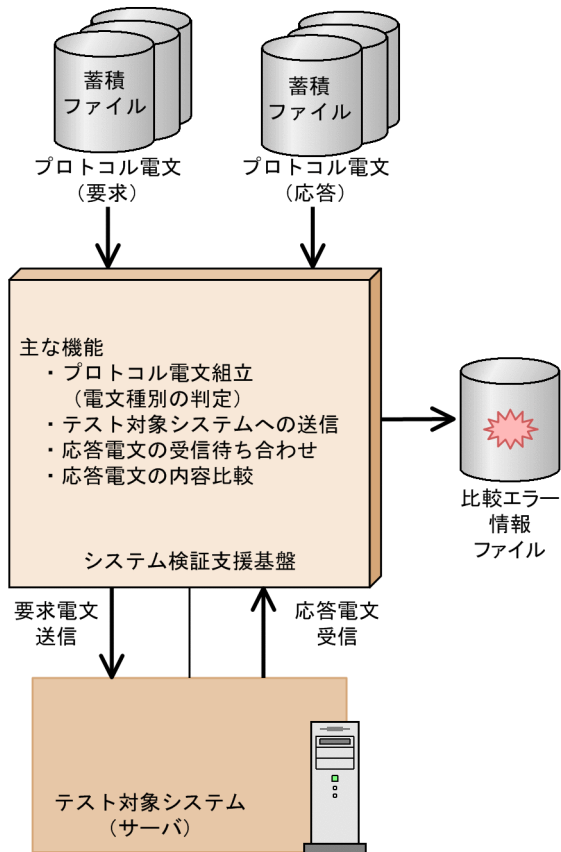 蓄積
ファイル
蓄積
ファイル
プロトコル電文
（要求）
プロトコル電文
（応答）
主な機能
・プロトコル電文組立
（電文種別の判定）
・テスト対象システムへの送信
・応答電文の受信待ち合わせ
・応答電文の内容比較
システム検証支援基盤
比較エラー
情報
ファイル
要求電文
送信
応答電文
受信
テスト対象システム
（サーバ）